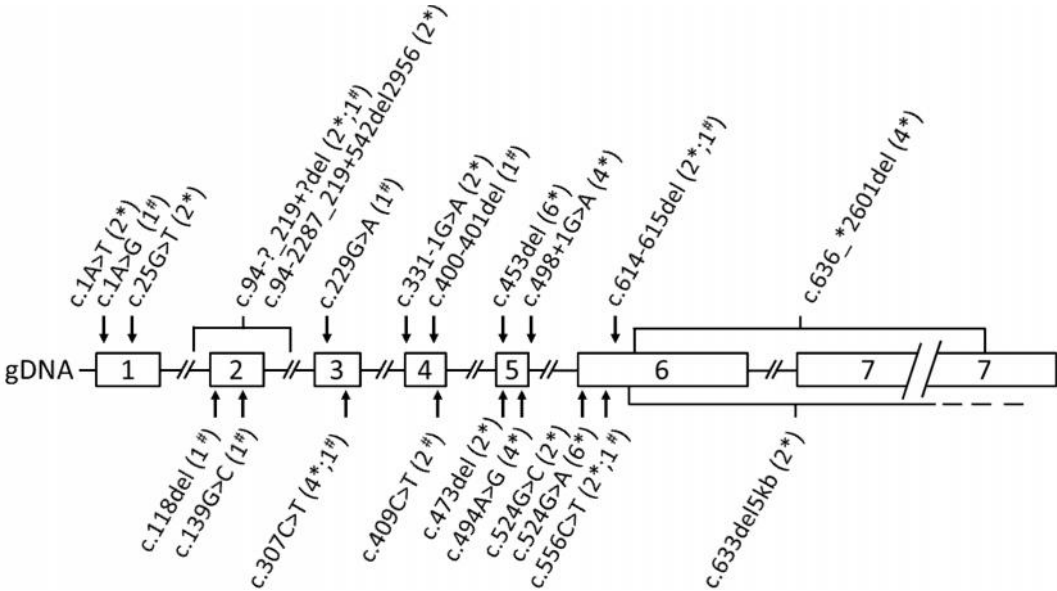 c.1A>T (2*)
c.1A>G (1#)
c.25G>T (2*)
c.94-?_219+?del (2*;1#)
c.94-2287_219+542del2956 (2*)
c.229G>A (1#)
c.331-1G>A (2*)
c.400-401del (1#)
c.453del (6*)
c.498+1G>A (4*)
c.614-615del (2*;1#)
c.636_*2601del (4*)
gDNA 1 2 3 4 5 6 7 7
c.118del (1#)
c.139G>C (1#)
c.307C>T (4*;1#)
c.409C>T (2#)
c.473del (2*)
c.494A>G (4*)
c.524G>C (2*)
c.524G>A (6*)
c.556C>T (2*;1#)
c.633del5kb (2*)